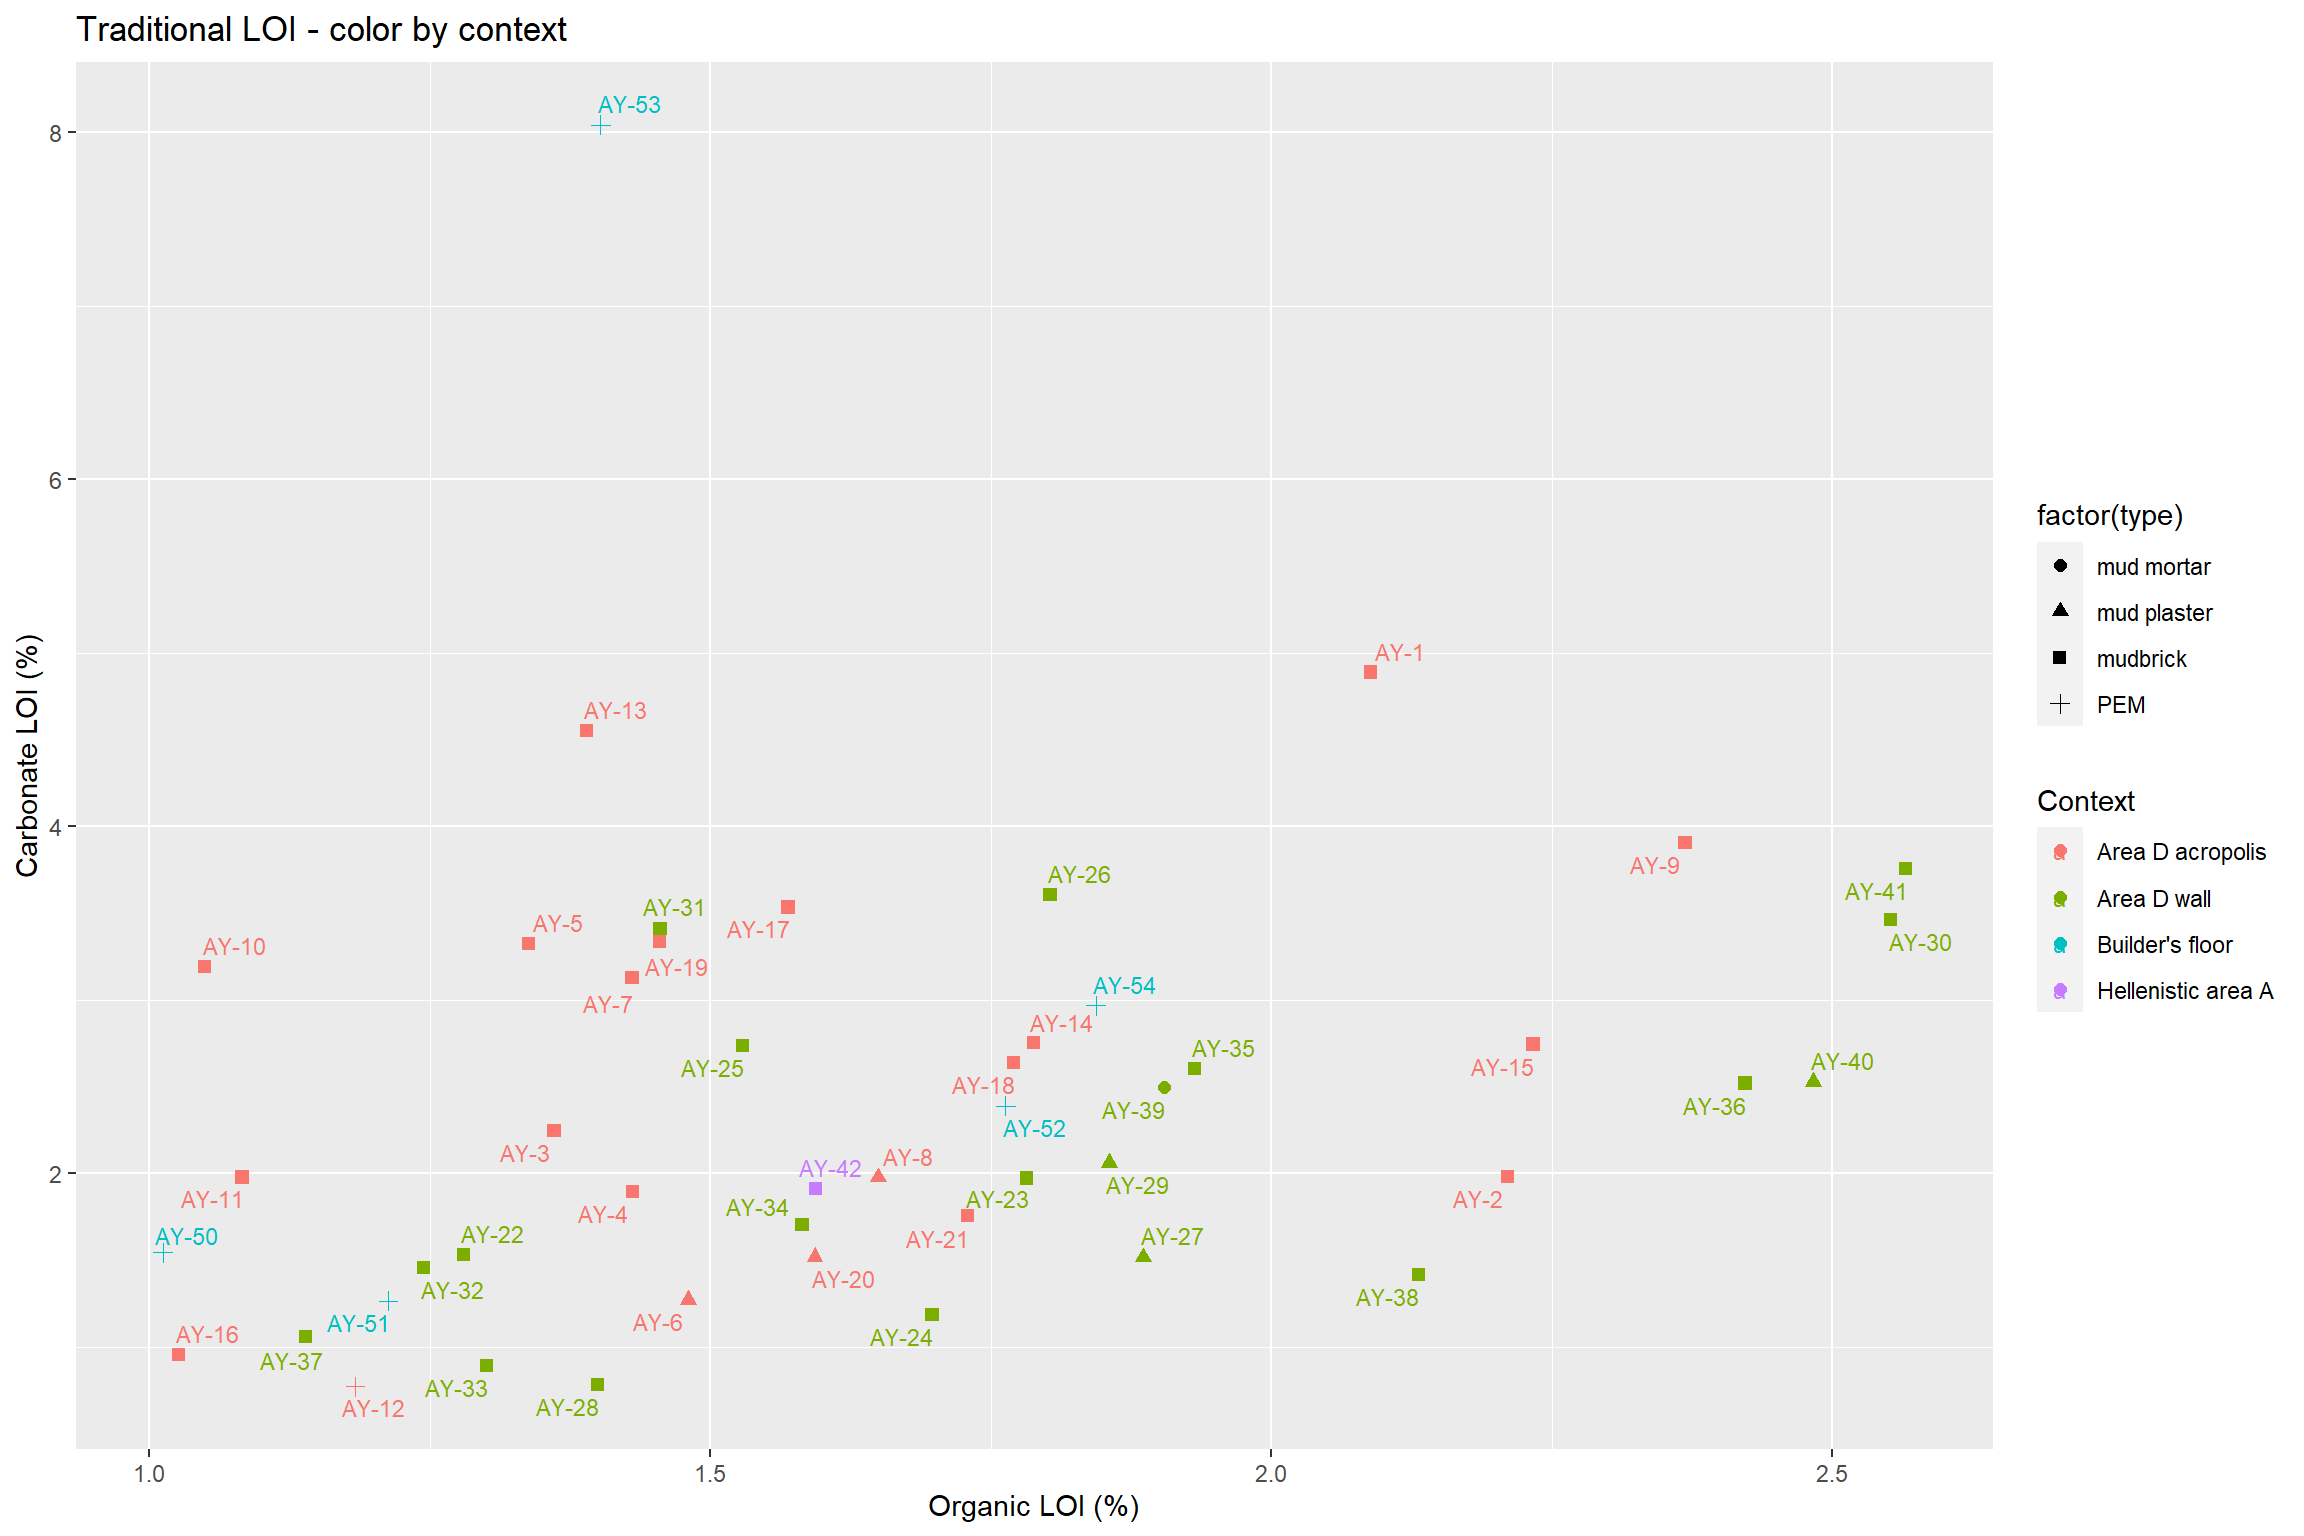 Traditional LOI - color by context
AY-53
8
6
AY-1
AY-13
4
AY-9
AY-26
AY-41
AY-31
AY-5
AY-17
AY-30
AY-10
AY-19
AY-7
AY-54
AY-14
AY-35
AY-25
AY-15
AY-40
AY-18
AY-39
AY-36
AY-52
AY-3
AY-8
AY-42
2
AY-29
AY-11
AY-23
AY-2
AY-34
AY-4
AY-50
AY-22
AY-21
AY-27
AY-20
AY-32
AY-38
AY-51
AY-6
AY-16
AY-24
AY-37
AY-33
AY-12
AY-28
1.0
1.5
2.0
2.5
Organic LOI (%)
Carbonate LOI (%)
factor(type)
mud mortar
mud plaster
mudbrick
PEM
Context
a Area D acropolis
a Area D wall
a Builder's floor
a Hellenistic area A